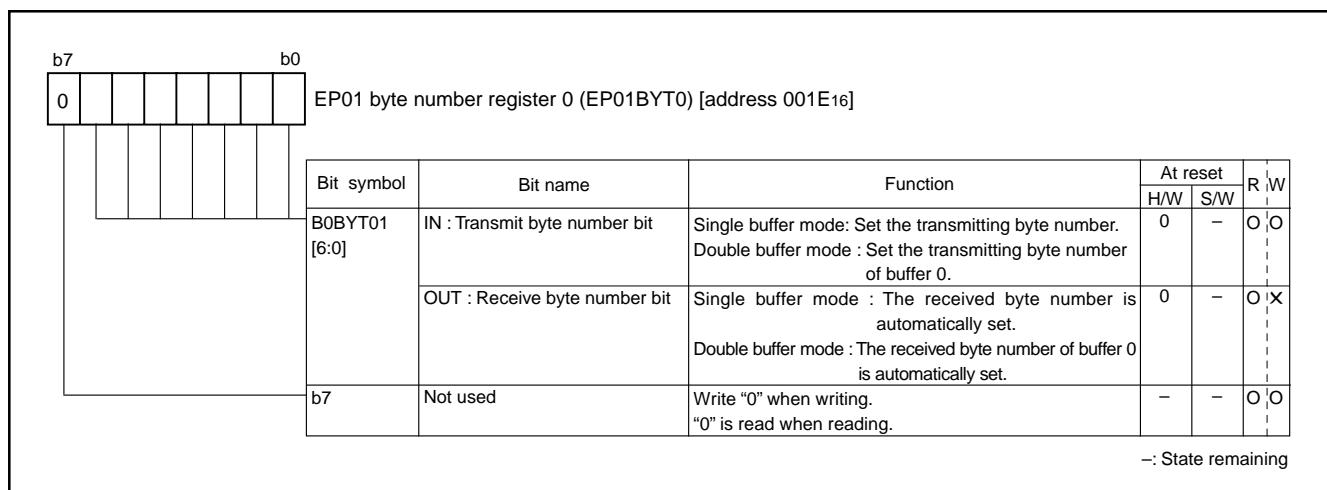 b7 b0
0 EP01 byte number register 0 (EP01BYT0) [address 001E16]
Bit symbol Bit name Function At reset R W
H/W S/W
B0BYT01 IN : Transmit byte number bit Single buffer mode: Set the transmitting byte number. 0 – O O
[6:0] Double buffer mode : Set the transmitting byte number
of buffer 0.
OUT : Receive byte number bit Single buffer mode : The received byte number is 0 – O ✕
automatically set.
Double buffer mode : The received byte number of buffer 0
is automatically set.
b7 Not used Write “0” when writing. – – O O
“0” is read when reading.
–: State remaining